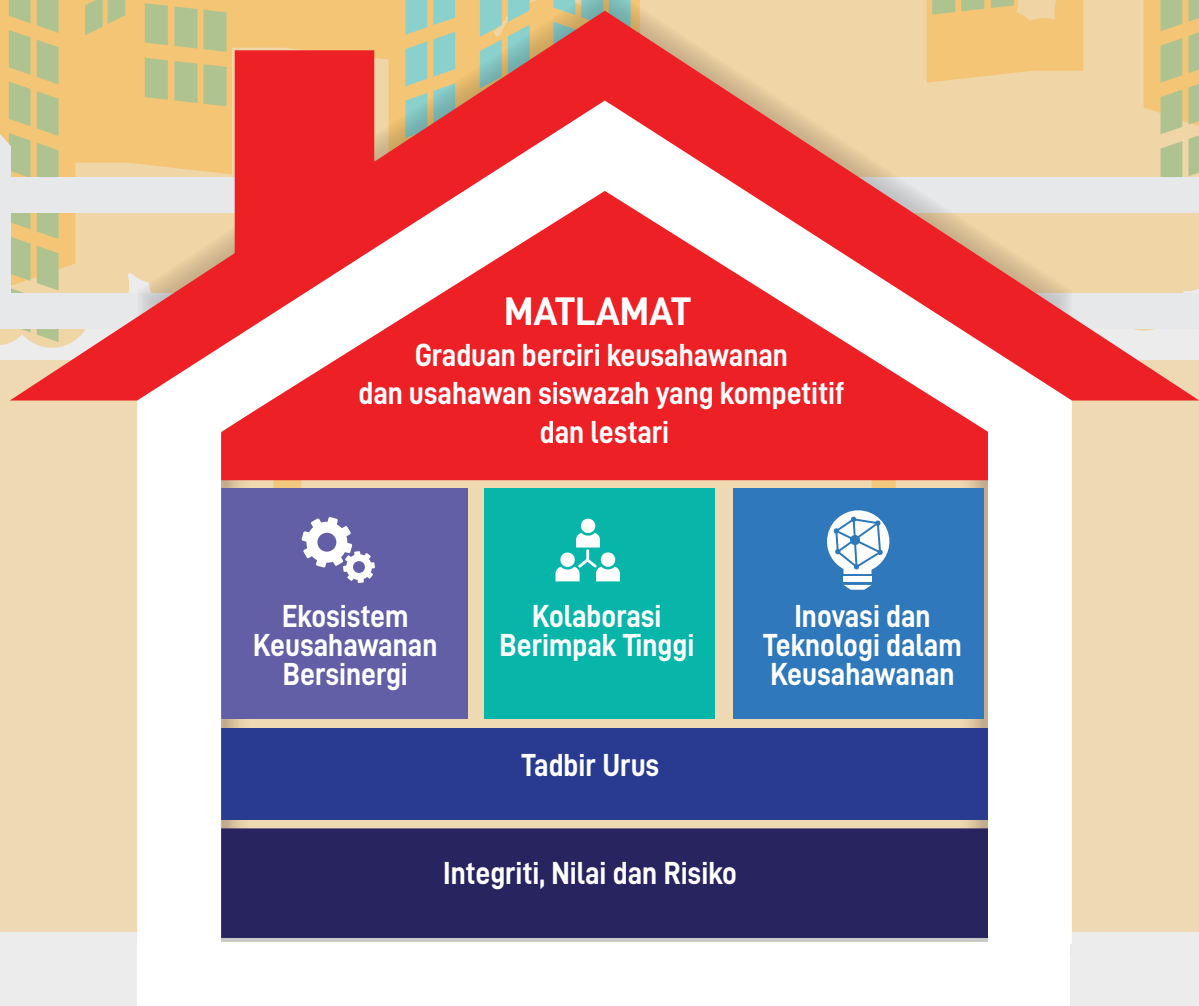 MATLAMAT
Graduan berciri keusahawanan
dan usahawan siswazah yang kompetitif
dan lestari
Ekosistem
Keusahawanan
Bersinergi
Kolaborasi
Berimpak Tinggi
Inovasi dan
Teknologi dalam
Keusahawanan
Tadbir Urus
Integriti, Nilai dan Risiko